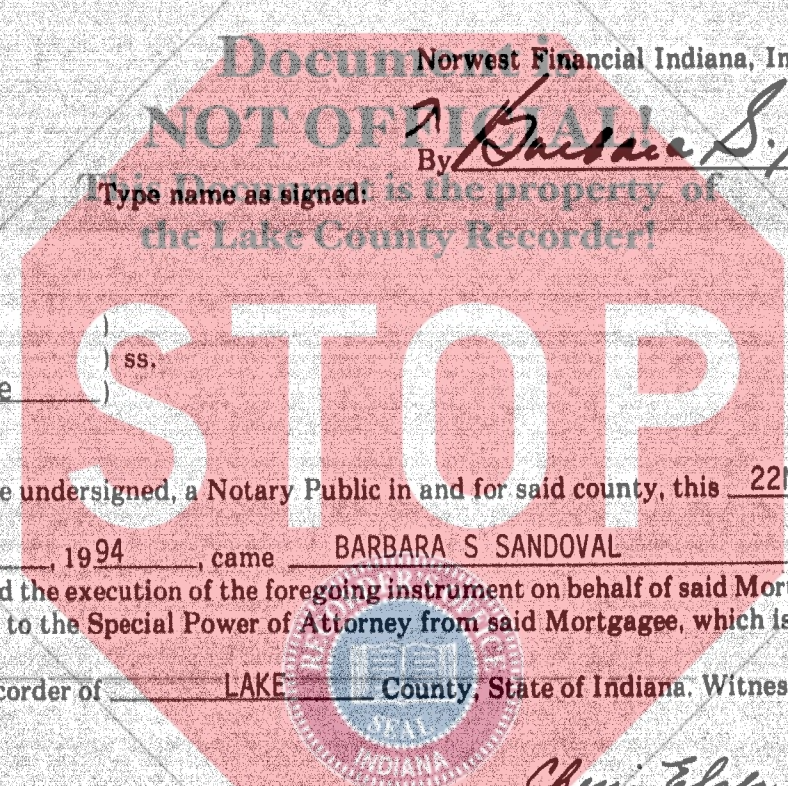 Document is
Norwest Financial Indiana, In
NOT OFFICIAL!
By Barbara S.
This Document is the property of
Type name as signed:
the Lake County Recorder!
)
) ss.
e )
STOP
e undersigned, a Notary Public in and for said county, this 22
, 1994 , came BARBARA S SANDOVAL
d the execution of the foregoing instrument on behalf of said Mor
to the Special Power of Attorney from said Mortgagee, which is
corder of LAKE County, State of Indiana. Witnes
RECORDER'S OFFICE
SEAL
INDIANA